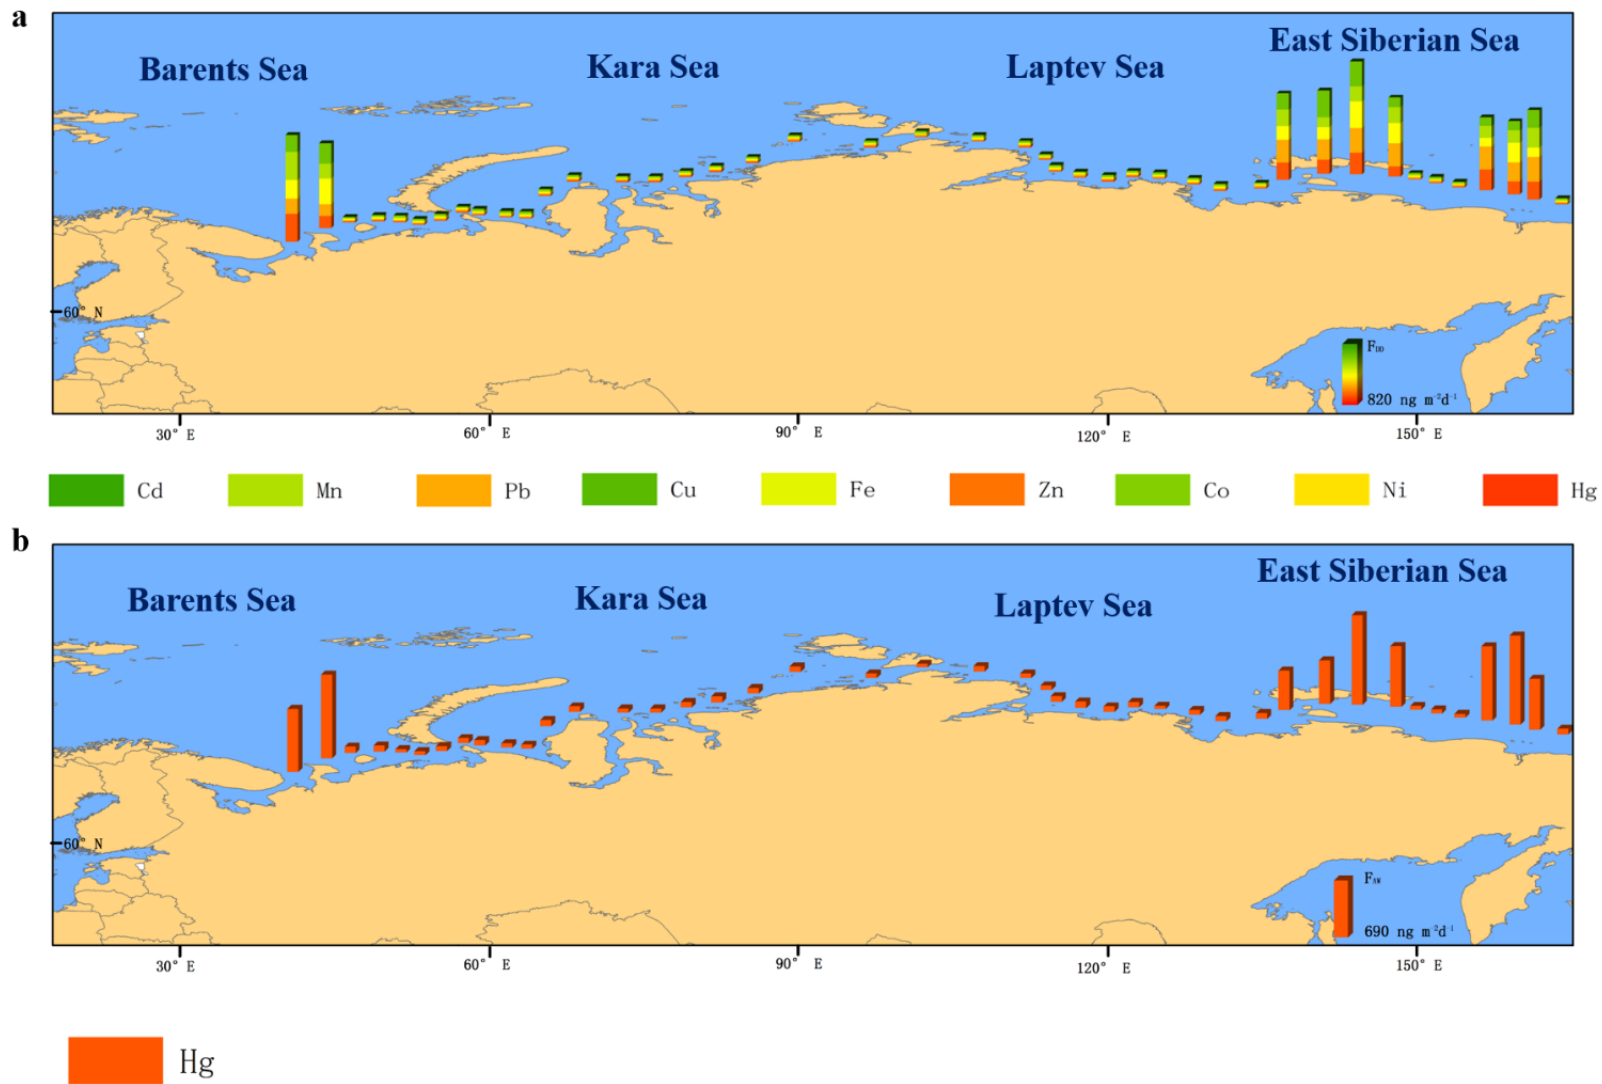 a
East Siberian Sea
Barents Sea
Kara Sea
Laptev Sea
60° N
F_DD
820 ng m⁻²d⁻¹
30° E
60° E
90° E
120° E
150° E
Cd
Mn
Pb
Cu
Fe
Zn
Co
Ni
Hg
b
East Siberian Sea
Barents Sea
Kara Sea
Laptev Sea
60° N
F_AW
690 ng m⁻²d⁻¹
30° E
60° E
90° E
120° E
150° E
Hg